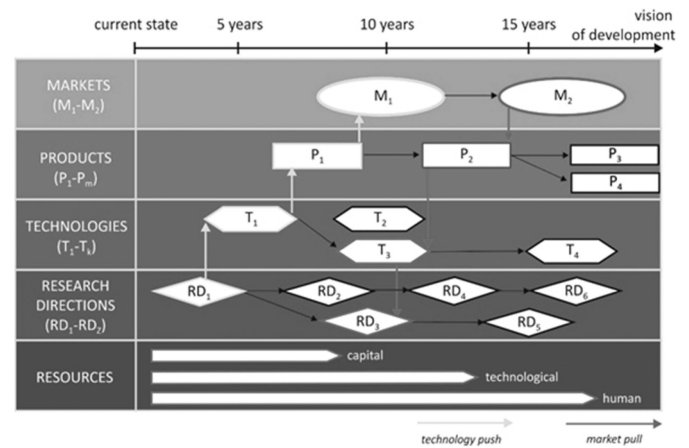 vision
current state 5 years 10 years 15 years of development
MARKETS
(M1-M2)
M1 M2
PRODUCTS
(P1-Pm)
P1 P2 P3
P4
TECHNOLOGIES
(T1-Tk)
T1 T2
T3 T4
RESEARCH
DIRECTIONS
(RD1-RDZ)
RD1 RD2 RD4 RD6
RD3 RD5
RESOURCES
capital
technological
human
technology push market pull